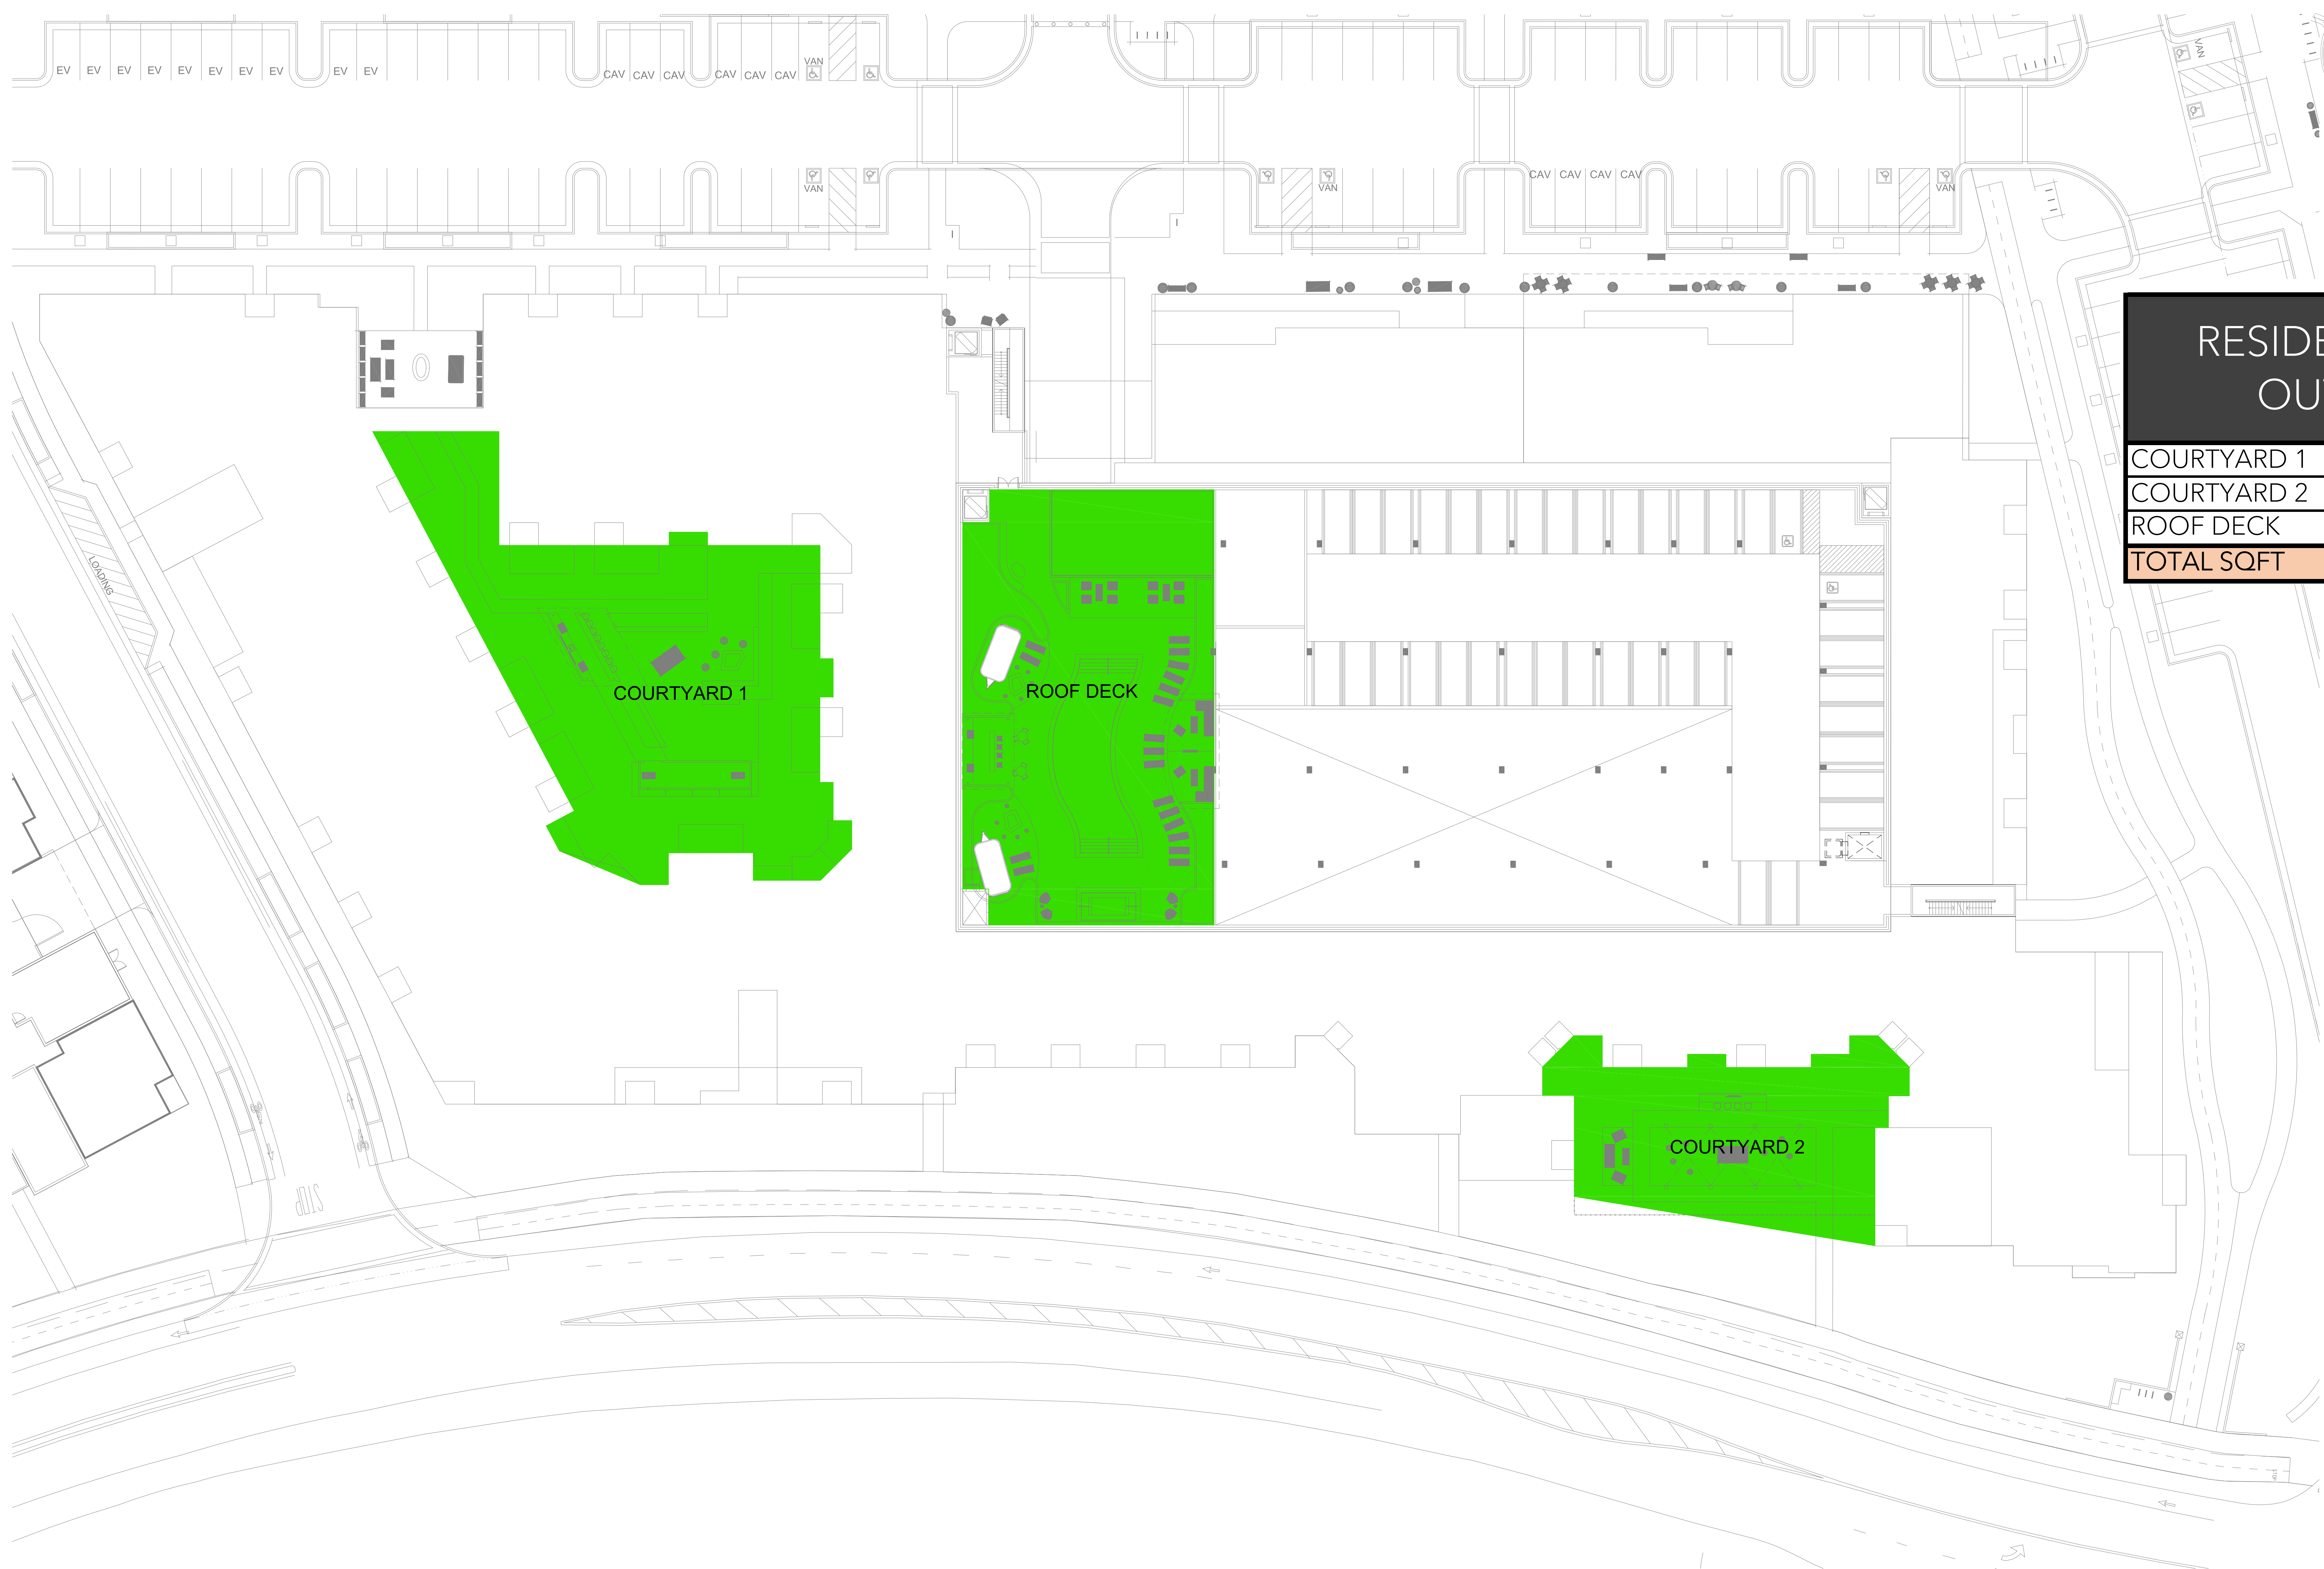 EV EV EV EV EV EV EV EV EV EV CAV CAV CAV CAV CAV CAV VAN
VAN
VAN
VAN
CAV CAV CAV CAV
VAN
VAN
RESIDE
OU
COURTYARD 1
COURTYARD 2
ROOF DECK
TOTAL SQFT
LOADING
COURTYARD 1
ROOF DECK
COURTYARD 2